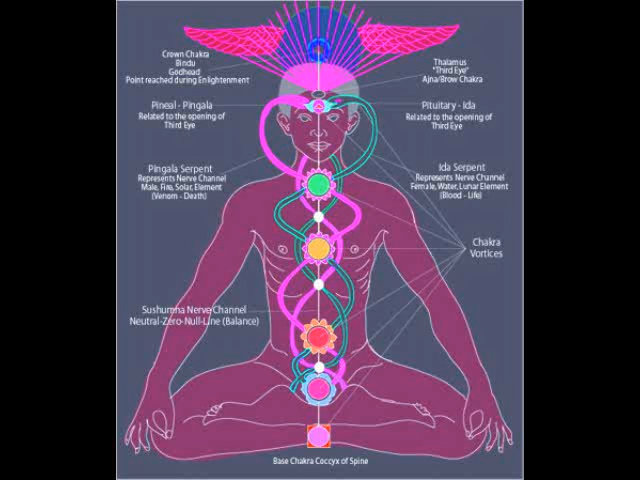 Crown Chakra
Bindu
Godhead
Point reached during Enlightenment
Thalamus
"Third Eye"
Ajna/Brow Chakra
Pineal - Pingala
Related to the opening of
Third Eye
Pituitary - Ida
Related to the opening of
Third Eye
Pingala Serpent
Represents Nerve Channel
Male, Fire, Solar, Element
(Venom - Death)
Ida Serpent
Represents Nerve Channel
Female, Water, Lunar Element
(Blood - Life)
Chakra
Vortices
Sushumna Nerve Channel
Neutral-Zero-Null-Line (Balance)
Base Chakra Coccyx of Spine